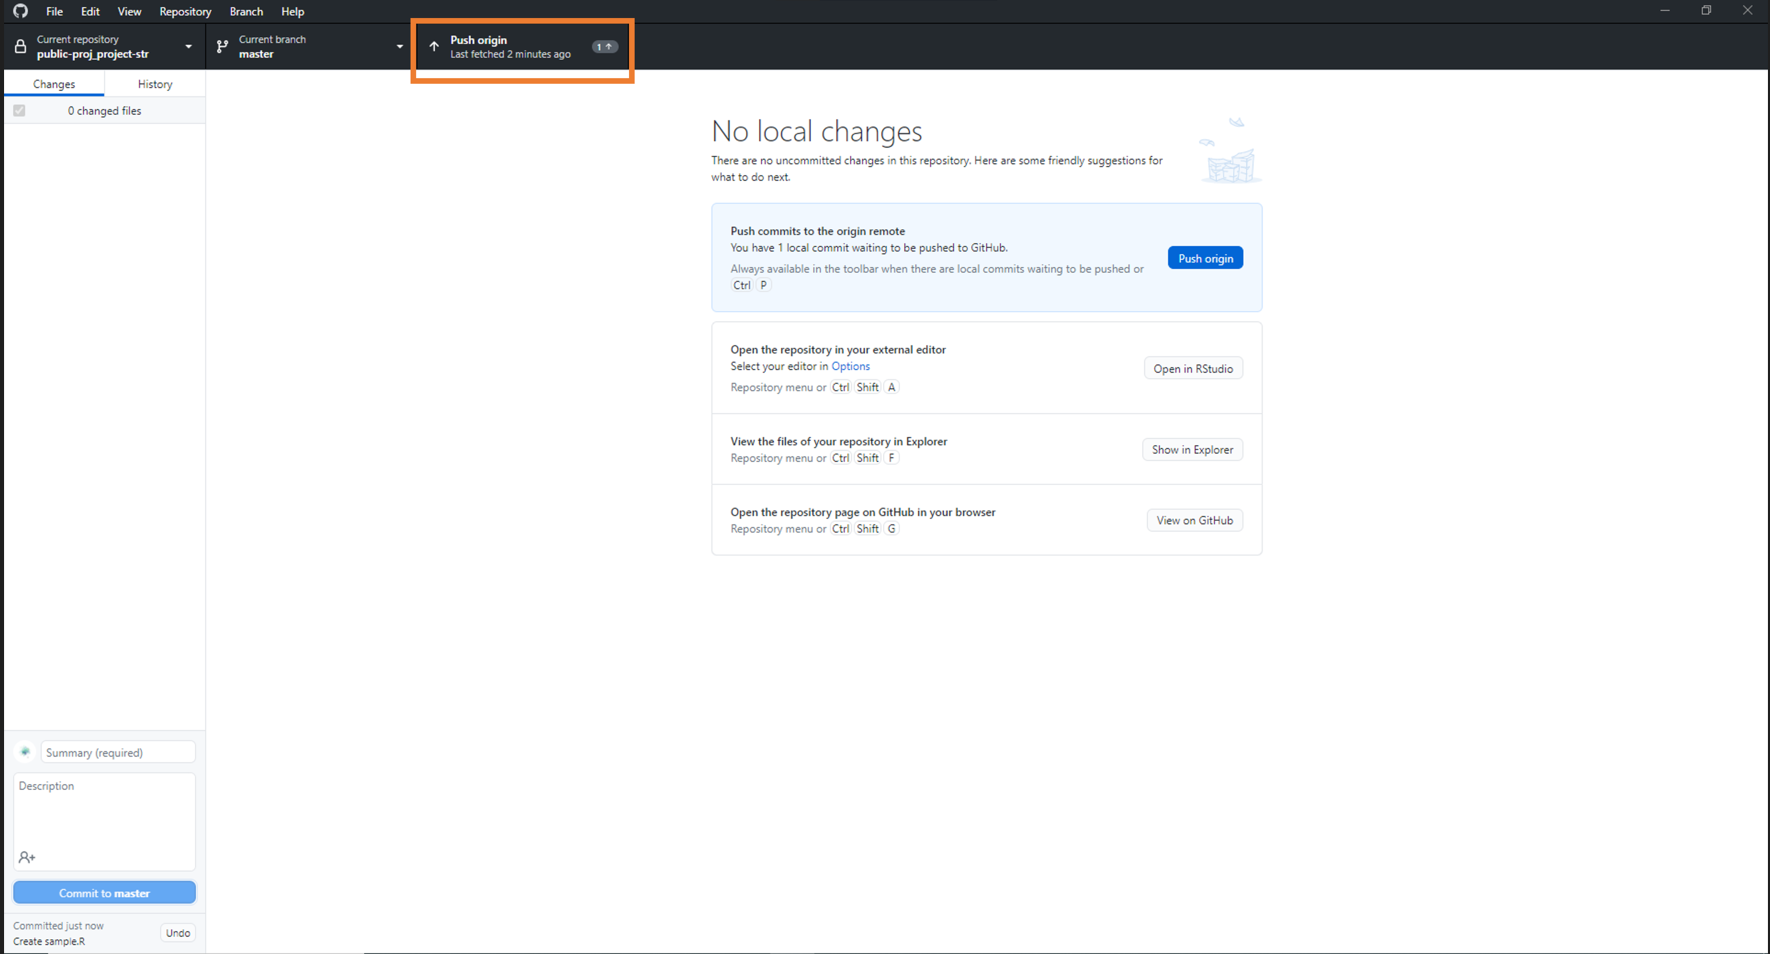 File Edit View Repository Branch Help
Current repository
public-proj_project-str
Current branch
master
Push origin
Last fetched 2 minutes ago
1
Changes History
0 changed files
No local changes
There are no uncommitted changes in this repository. Here are some friendly suggestions for
what to do next.
Push commits to the origin remote
You have 1 local commit waiting to be pushed to GitHub.
Always available in the toolbar when there are local commits waiting to be pushed or
Ctrl P
Push origin
Open the repository in your external editor
Select your editor in Options
Repository menu or Ctrl Shift A
Open in RStudio
View the files of your repository in Explorer
Repository menu or Ctrl Shift F
Show in Explorer
Open the repository page on GitHub in your browser
Repository menu or Ctrl Shift G
View on GitHub
Summary (required)
Description
Commit to master
Committed just now
Create sample.R
Undo